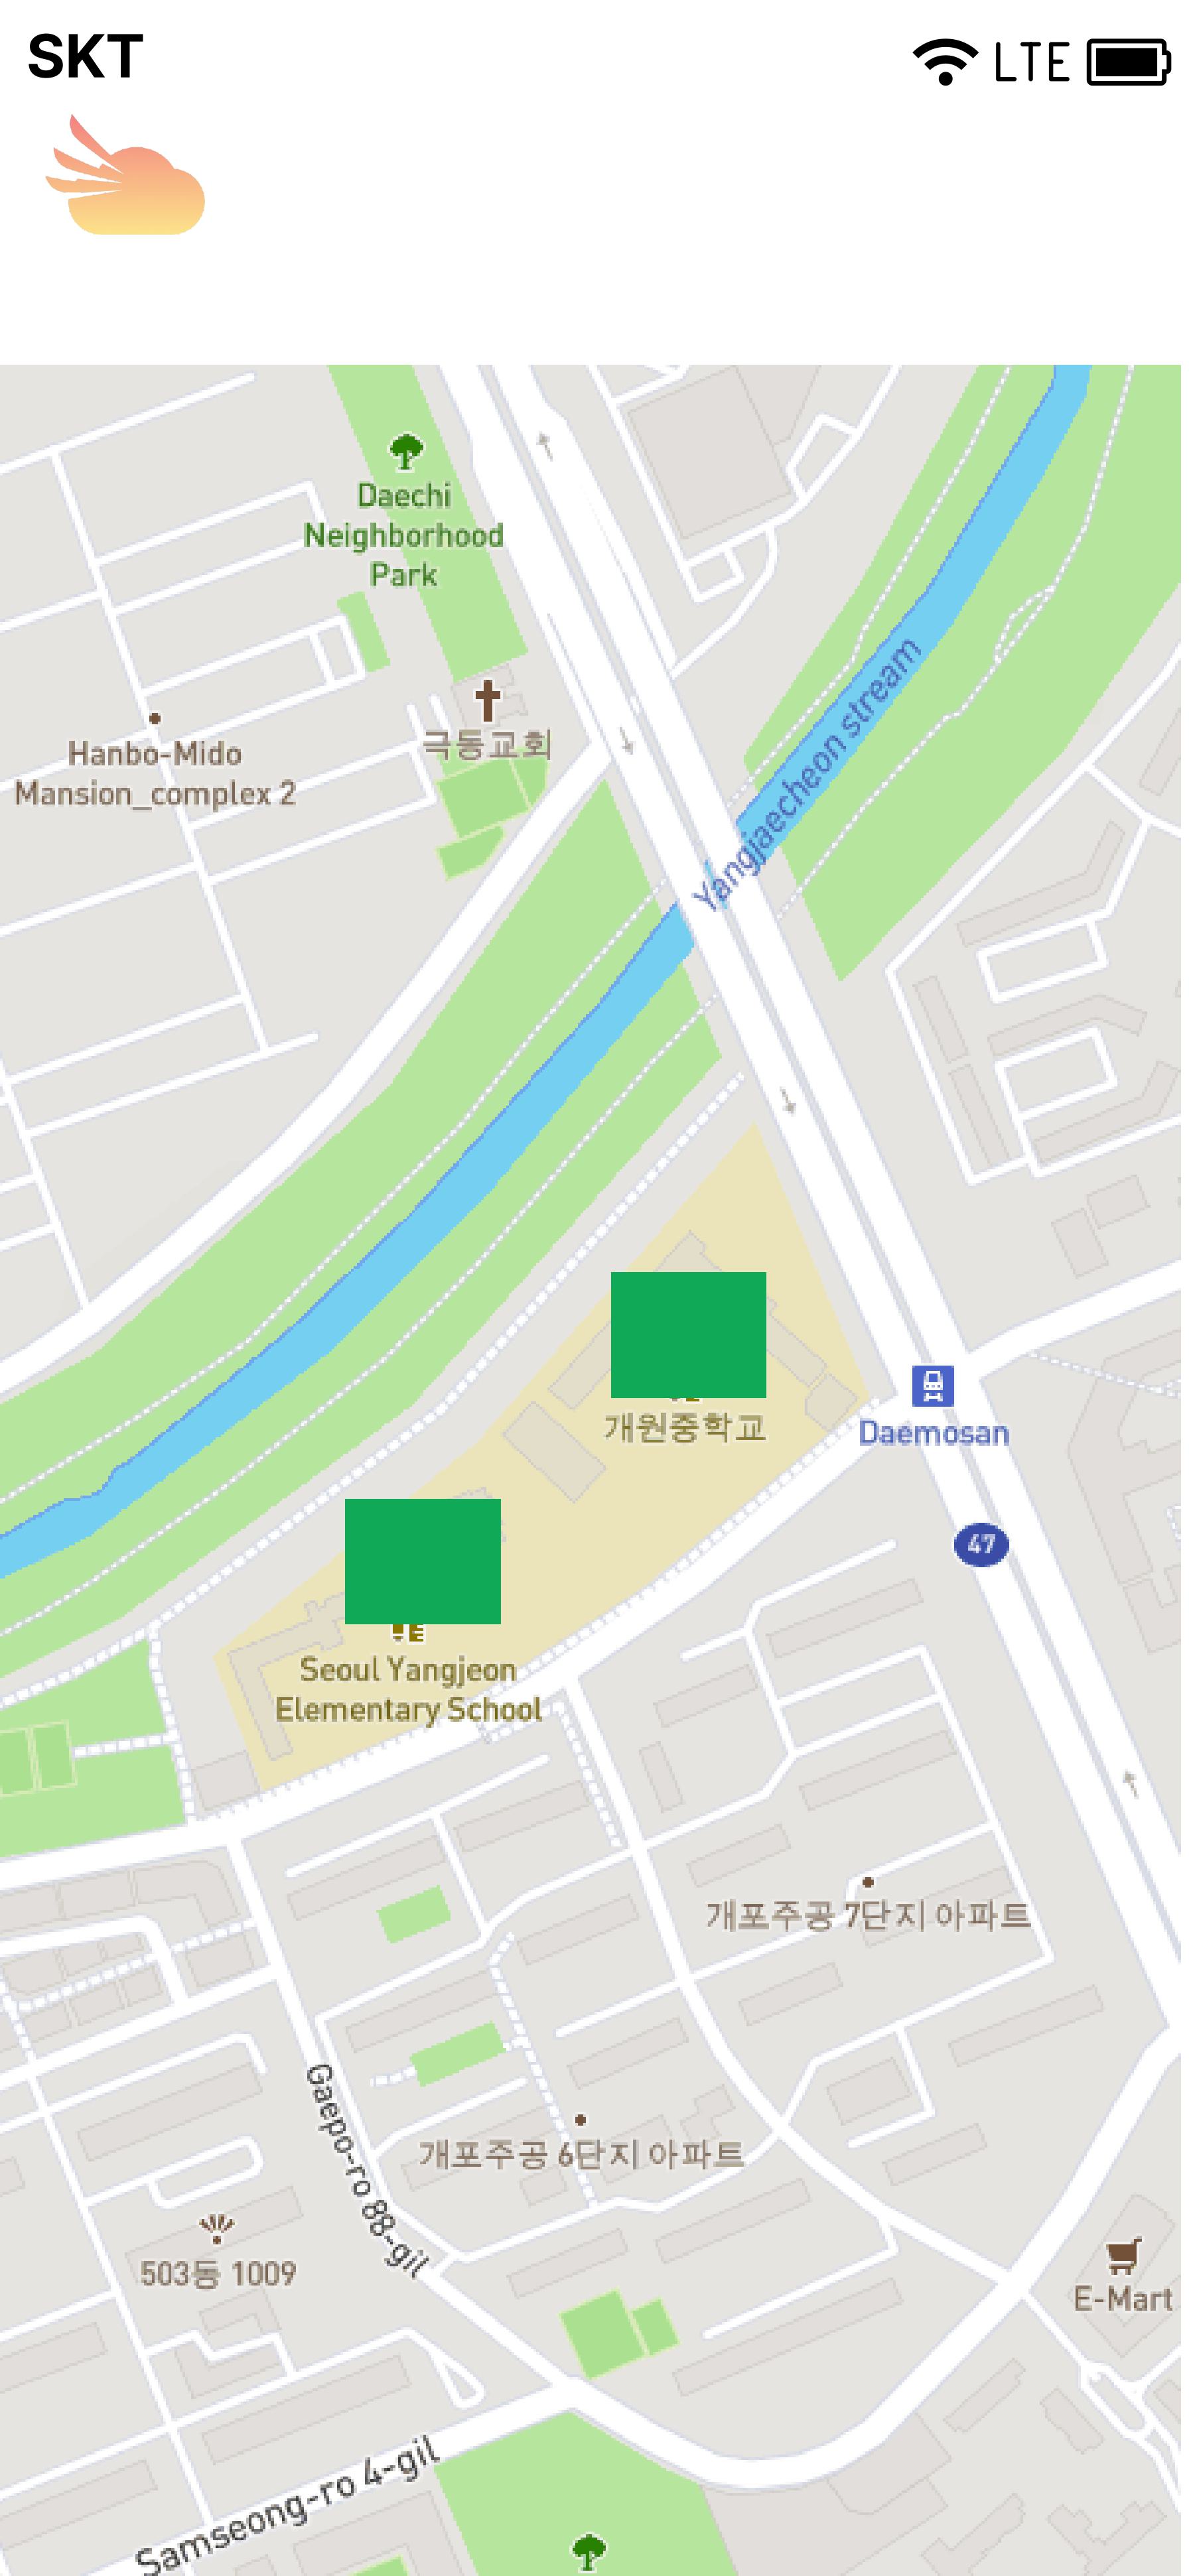 SKT
LTE
Daechi
Neighborhood
Park
극동교회
Hanbo-Mido
Mansion_complex 2
Yangjaecheon stream
개원중학교
Daemosan
47
Seoul Yangjeon
Elementary School
개포주공 7단지 아파트
Gaepo-ro 88-gil
개포주공 6단지 아파트
503동 1009
E-Mart
Samseong-ro 4-gil